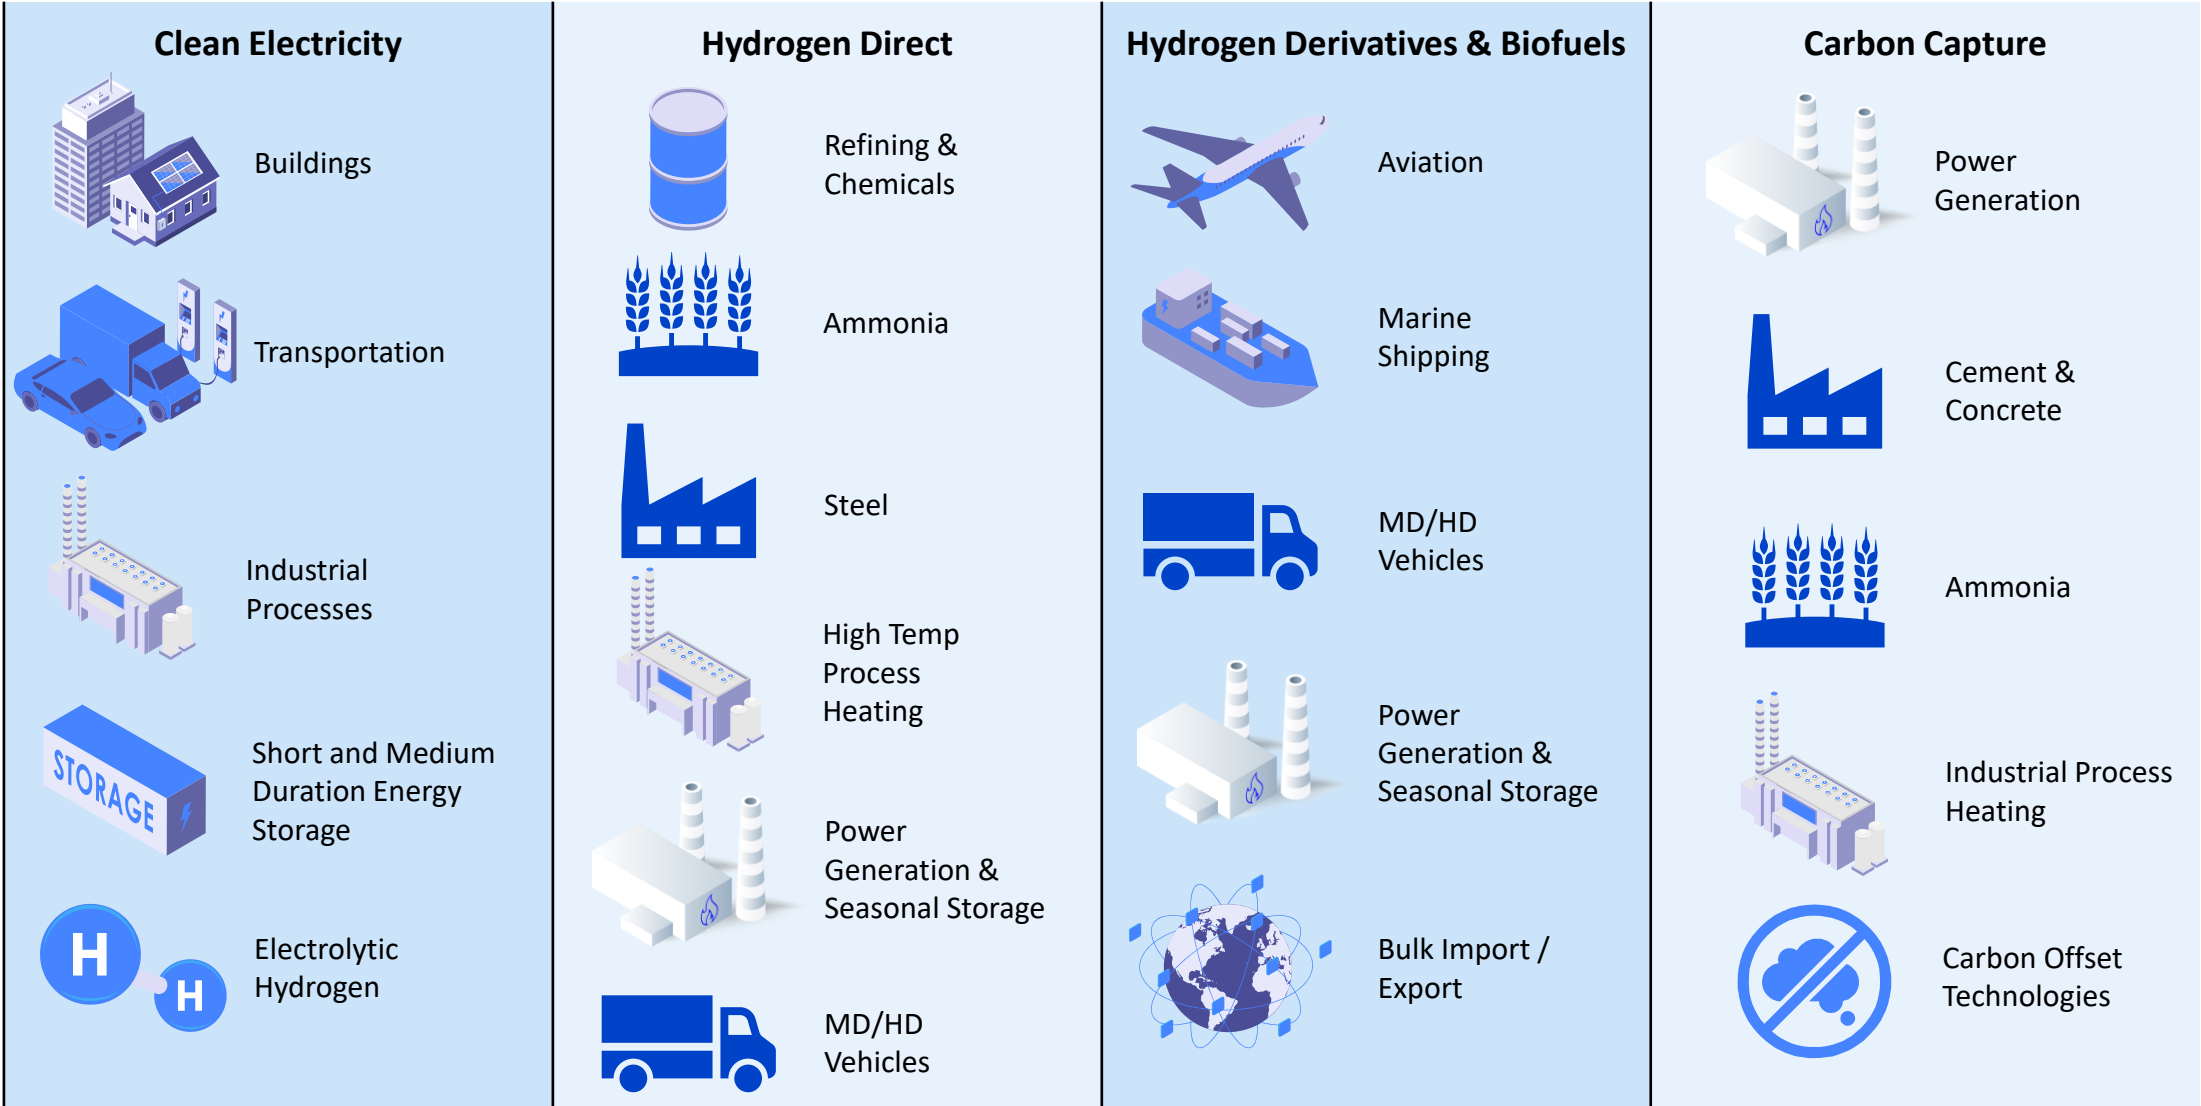 Clean Electricity
Buildings
Transportation
Industrial
Processes
STORAGE
Short and Medium
Duration Energy
Storage
H
H
Electrolytic
Hydrogen
Hydrogen Direct
Refining &
Chemicals
Ammonia
Steel
High Temp
Process
Heating
Power
Generation &
Seasonal Storage
MD/HD
Vehicles
Hydrogen Derivatives & Biofuels
Aviation
Marine
Shipping
MD/HD
Vehicles
Power
Generation &
Seasonal Storage
Bulk Import /
Export
Carbon Capture
Power
Generation
Cement &
Concrete
Ammonia
Industrial Process
Heating
Carbon Offset
Technologies